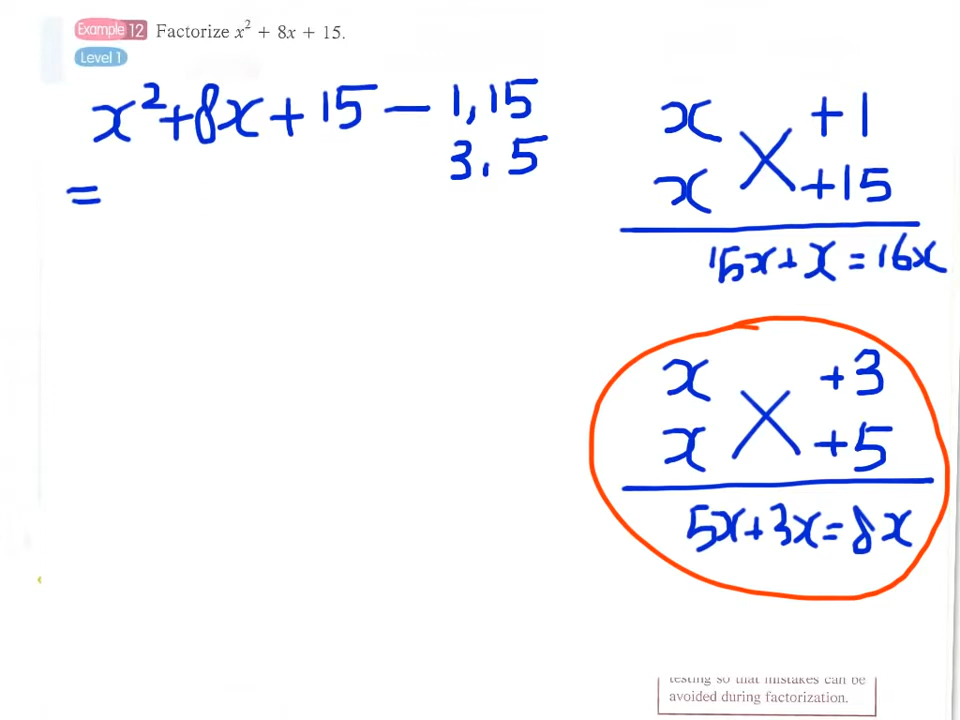 Example 12 Factorize x² + 8x + 15.
Level 1
x²+8x+15 — 1,15
3,5
=
x +1
x +15
15x+x=16x
x +3
x +5
5x+3x=8x
testing so that mistakes can be
avoided during factorization.